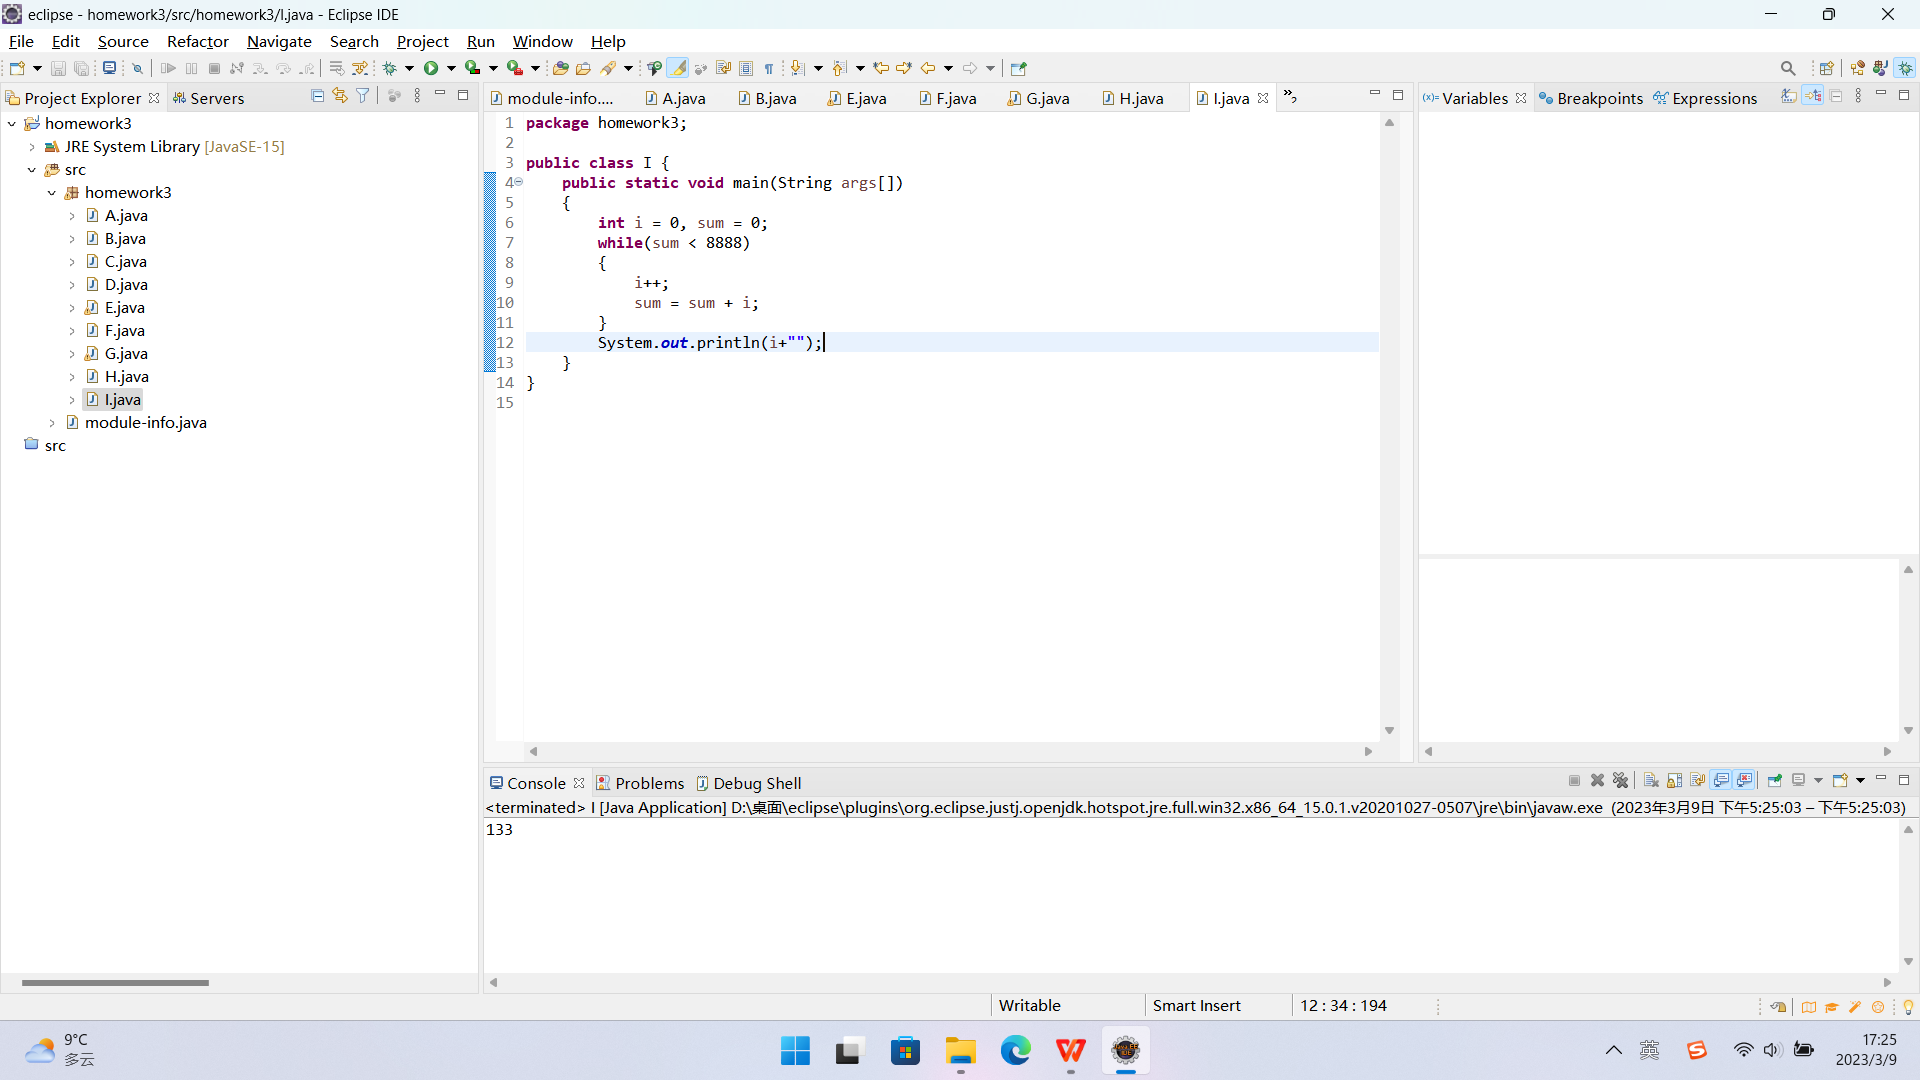 eclipse - homework3/src/homework3/I.java - Eclipse IDE
File Edit Source Refactor Navigate Search Project Run Window Help
Project Explorer Servers
homework3
JRE System Library [JavaSE-15]
src
homework3
A.java
B.java
C.java
D.java
E.java
F.java
G.java
H.java
I.java
module-info.java
src
module-info.... A.java B.java E.java F.java G.java H.java I.java »2
1 package homework3;
2
3 public class I {
4 public static void main(String args[])
5 {
6 int i = 0, sum = 0;
7 while(sum < 8888)
8 {
9 i++;
10 sum = sum + i;
11 }
12 System.out.println(i+"");
13 }
14 }
15
(x)= Variables Breakpoints Expressions
Console Problems Debug Shell
<terminated> I [Java Application] D:\桌面\eclipse\plugins\org.eclipse.justj.openjdk.hotspot.jre.full.win32.x86_64_15.0.1.v20201027-0507\jre\bin\javaw.exe (2023年3月9日 下午5:25:03 – 下午5:25:03)
133
Writable Smart Insert 12 : 34 : 194
9°C
多云
英
17:25
2023/3/9